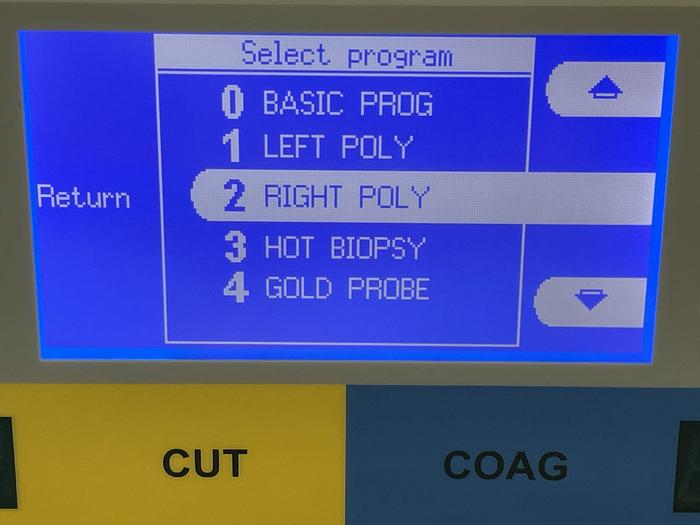 Select program
0 BASIC PROG
1 LEFT POLY
Return
2 RIGHT POLY
3 HOT BIOPSY
4 GOLD PROBE
CUT
COAG